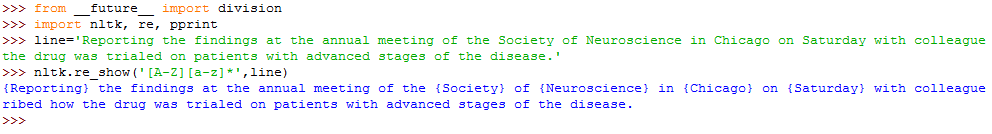 >>> from __future__ import division
>>> import nltk, re, pprint
>>> line='Reporting the findings at the annual meeting of the Society of Neuroscience in Chicago on Saturday with colleague
the drug was trialed on patients with advanced stages of the disease.'
>>> nltk.re_show('[A-Z][a-z]*',line)
{Reporting} the findings at the annual meeting of the {Society} of {Neuroscience} in {Chicago} on {Saturday} with colleague
ribed how the drug was trialed on patients with advanced stages of the disease.
>>>